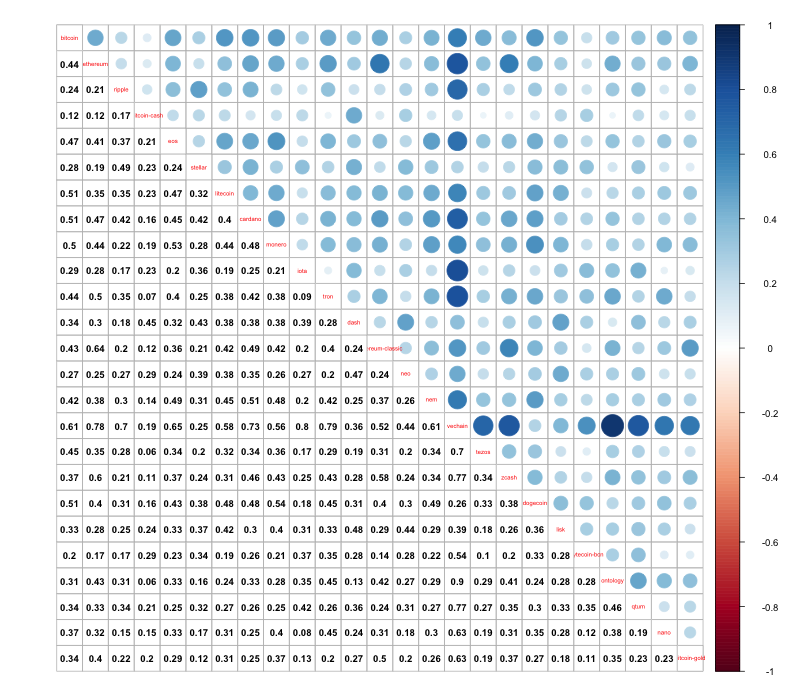 bitcoin
0.44 ethereum
0.24 0.21 ripple
0.12 0.12 0.17 itcoin-cash
0.47 0.41 0.37 0.21 eos
0.28 0.19 0.49 0.23 0.24 stellar
0.51 0.35 0.35 0.23 0.47 0.32 litecoin
0.51 0.47 0.42 0.16 0.45 0.42 0.4 cardano
0.5 0.44 0.22 0.19 0.53 0.28 0.44 0.48 monero
0.29 0.28 0.17 0.23 0.2 0.36 0.19 0.25 0.21 iota
0.44 0.5 0.35 0.07 0.4 0.25 0.38 0.42 0.38 0.09 tron
0.34 0.3 0.18 0.45 0.32 0.43 0.38 0.38 0.38 0.39 0.28 dash
0.43 0.64 0.2 0.12 0.36 0.21 0.42 0.49 0.42 0.2 0.4 0.24 ereum-classic
0.27 0.25 0.27 0.29 0.24 0.39 0.38 0.35 0.26 0.27 0.2 0.47 0.24 neo
0.42 0.38 0.3 0.14 0.49 0.31 0.45 0.51 0.48 0.2 0.42 0.25 0.37 0.26 nem
0.61 0.78 0.7 0.19 0.65 0.25 0.58 0.73 0.56 0.8 0.79 0.36 0.52 0.44 0.61 vechain
0.45 0.35 0.28 0.06 0.34 0.2 0.32 0.34 0.36 0.17 0.29 0.19 0.31 0.2 0.34 0.7 tezos
0.37 0.6 0.21 0.11 0.37 0.24 0.31 0.46 0.43 0.25 0.43 0.28 0.58 0.24 0.34 0.77 0.34 zcash
0.51 0.4 0.31 0.16 0.43 0.38 0.48 0.48 0.54 0.18 0.45 0.31 0.4 0.3 0.49 0.26 0.33 0.38 dogecoin
0.33 0.28 0.25 0.24 0.33 0.37 0.42 0.3 0.4 0.31 0.33 0.48 0.29 0.44 0.29 0.39 0.18 0.26 0.36 lisk
0.2 0.17 0.17 0.29 0.23 0.34 0.19 0.26 0.21 0.37 0.35 0.28 0.14 0.28 0.22 0.54 0.1 0.2 0.33 0.28 ytecoin-bcn
0.31 0.43 0.31 0.06 0.33 0.16 0.24 0.33 0.28 0.35 0.45 0.13 0.42 0.27 0.29 0.9 0.29 0.41 0.24 0.28 0.28 ontology
0.34 0.33 0.34 0.21 0.25 0.32 0.27 0.26 0.25 0.42 0.26 0.36 0.24 0.31 0.27 0.77 0.27 0.35 0.3 0.33 0.35 0.46 qtum
0.37 0.32 0.15 0.15 0.33 0.17 0.31 0.25 0.4 0.08 0.45 0.24 0.31 0.18 0.3 0.63 0.19 0.31 0.35 0.28 0.12 0.38 0.19 nano
0.34 0.4 0.22 0.2 0.29 0.12 0.31 0.25 0.37 0.13 0.2 0.27 0.5 0.2 0.26 0.63 0.19 0.37 0.27 0.18 0.11 0.35 0.23 0.23 itcoin-gold
1
0.8
0.6
0.4
0.2
0
-0.2
-0.4
-0.6
-0.8
-1